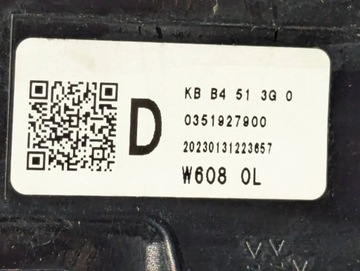 KB B4 51 3G 0
D
0351927900
20230131223657
W608 0L